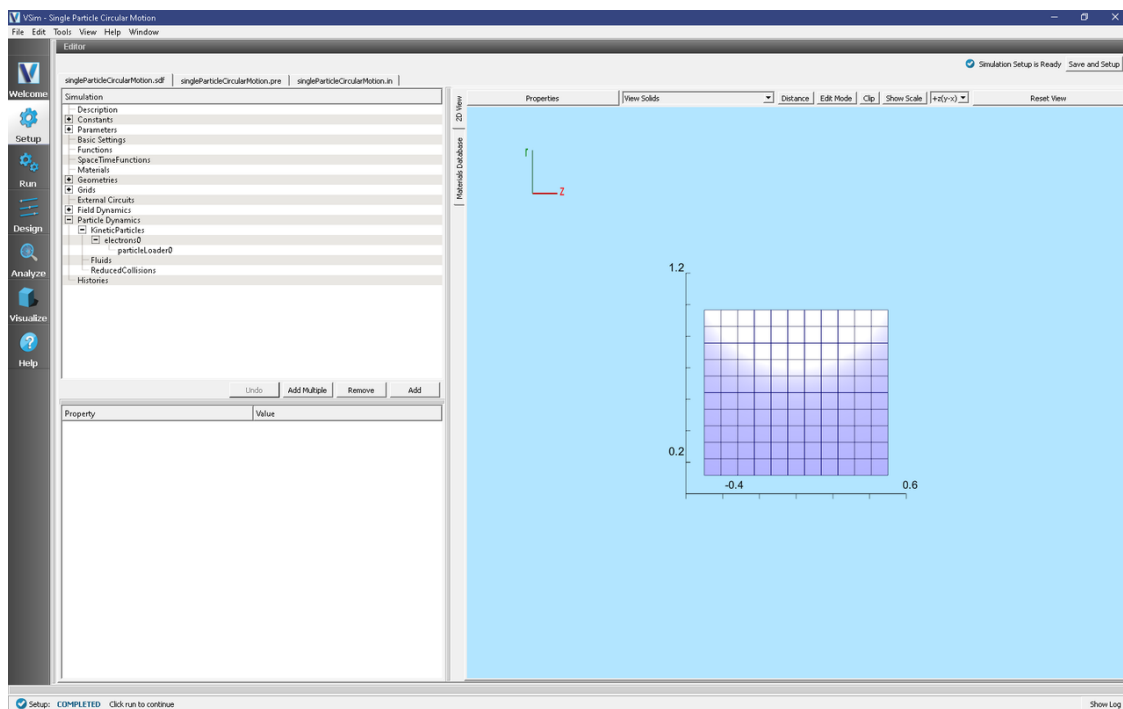 VSim - Single Particle Circular Motion
File Edit Tools View Help Window
Editor
Simulation Setup is Ready Save and Setup
singleParticleCircularMotion.sdf singleParticleCircularMotion.pre singleParticleCircularMotion.in
Welcome
Setup
Run
Design
Analyze
Visualize
Help
Simulation
Description
Constants
Parameters
Basic Settings
Functions
SpaceTimeFunctions
Materials
Geometries
Grids
External Circuits
Field Dynamics
Particle Dynamics
KineticParticles
electrons0
particleLoader0
Fluids
ReducedCollisions
Histories
Undo Add Multiple Remove Add
Property Value
2D View
Materials Database
Properties View Solids Distance Edit Mode Clip Show Scale +z(y-x) Reset View
r
Z
1.2
0.2
-0.4 0.6
Setup: COMPLETED Click run to continue Show Log